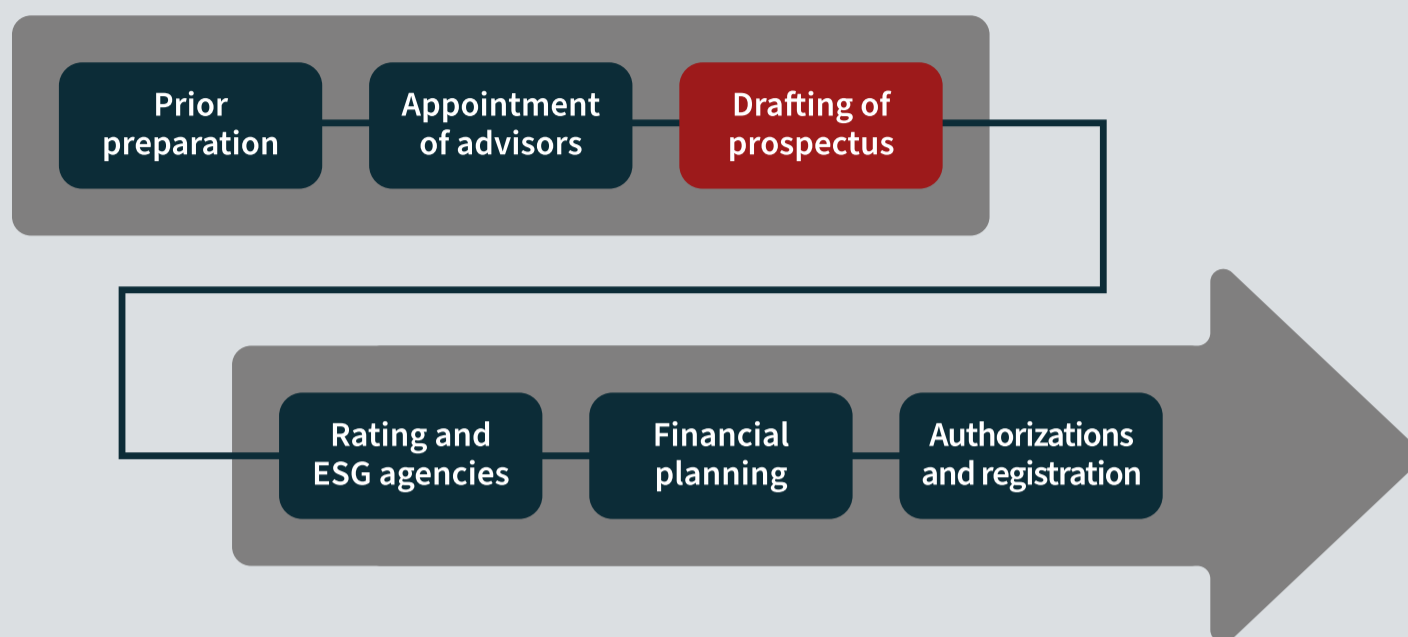 Prior
preparation
Appointment
of advisors
Drafting of
prospectus
Rating and
ESG agencies
Financial
planning
Authorizations
and registration